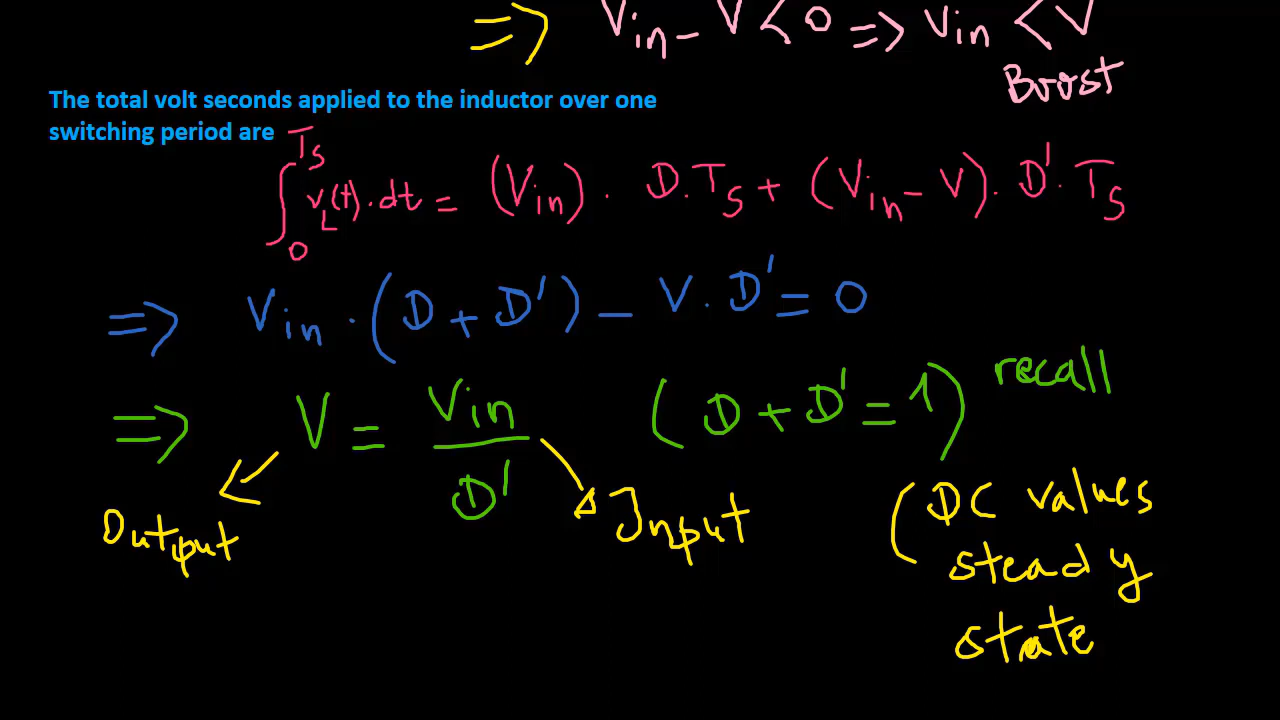 ⇒ Vin - V < 0 ⇒ Vin < V
Boost
The total volt seconds applied to the inductor over one
switching period are
∫₀^Ts vL(t) . dt = (Vin) . D . Ts + (Vin - V) . D' . Ts
⇒ Vin . (D + D') - V . D' = 0
⇒ V = Vin / D' (D + D' = 1) recall
Output Input (DC values
steady
state